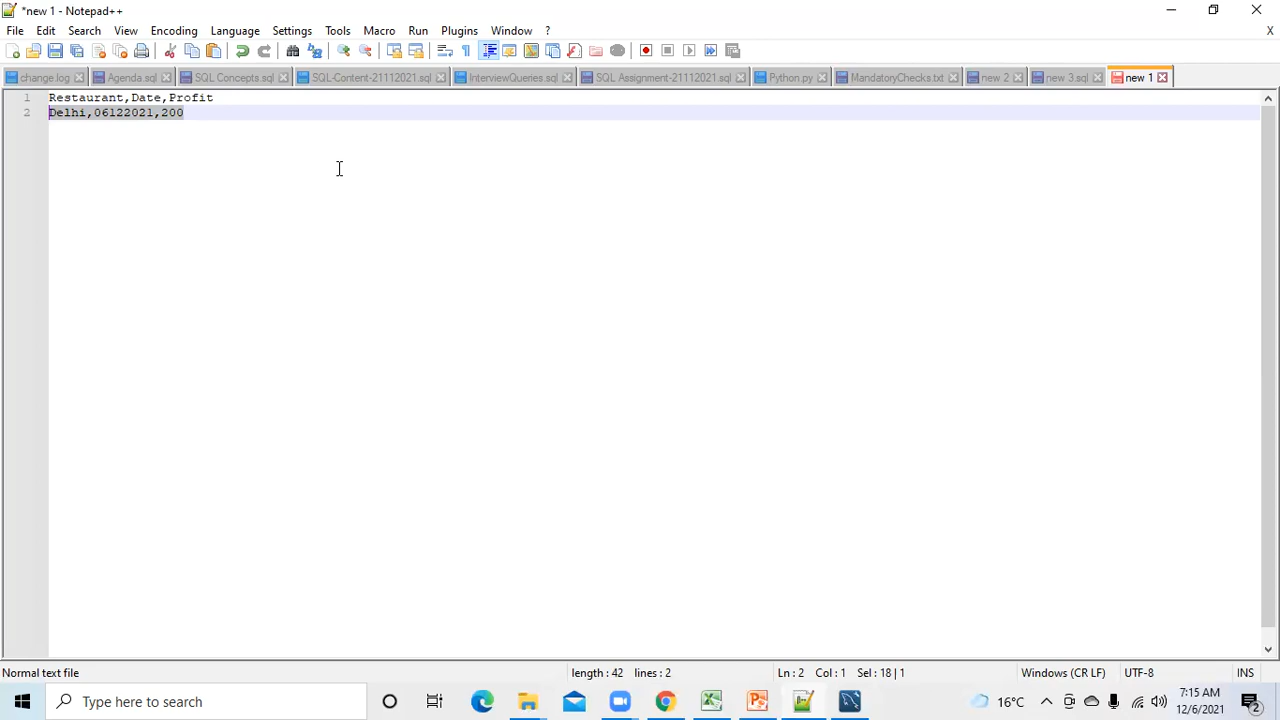 *new 1 - Notepad++
File Edit Search View Encoding Language Settings Tools Macro Run Plugins Window ? X
change.log Agenda.sql SQL Concepts.sql SQL-Content-21112021 InterviewQueries.sql SQL Assignment-21112021.sql Python.py MandatoryChecks.txt new 2 new 3.sql new 1
1 Restaurant,Date,Profit
2 Delhi,06122021,200
Normal text file length : 42 lines : 2 Ln : 2 Col : 1 Sel : 18 | 1 Windows (CR LF) UTF-8 INS
Type here to search 16°C 7:15 AM
12/6/2021 2